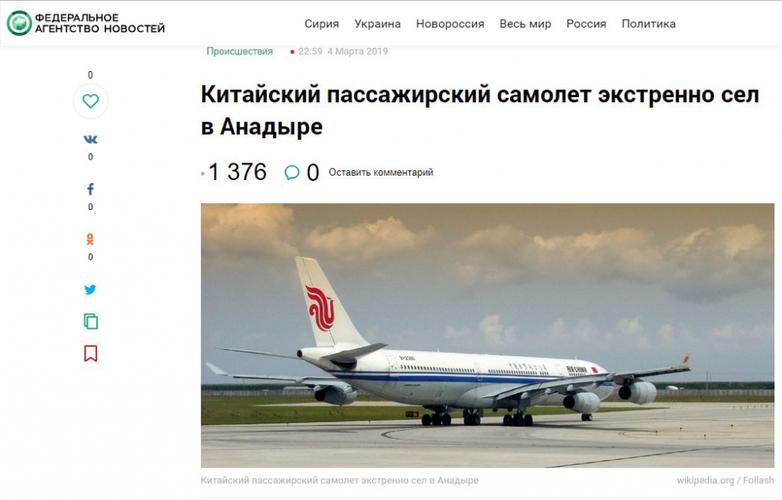 ФЕДЕРАЛЬНОЕ
АГЕНТСТВО НОВОСТЕЙ
Сирия Украина Новороссия Весь мир Россия Политика
Происшествия 22:59 4 Марта 2019
Китайский пассажирский самолет экстренно сел
в Анадыре
1 376 0 Оставить комментарий
0
0
0
0
AIR CHINA
Китайский пассажирский самолет экстренно сел в Анадыре wikipedia.org / Follash